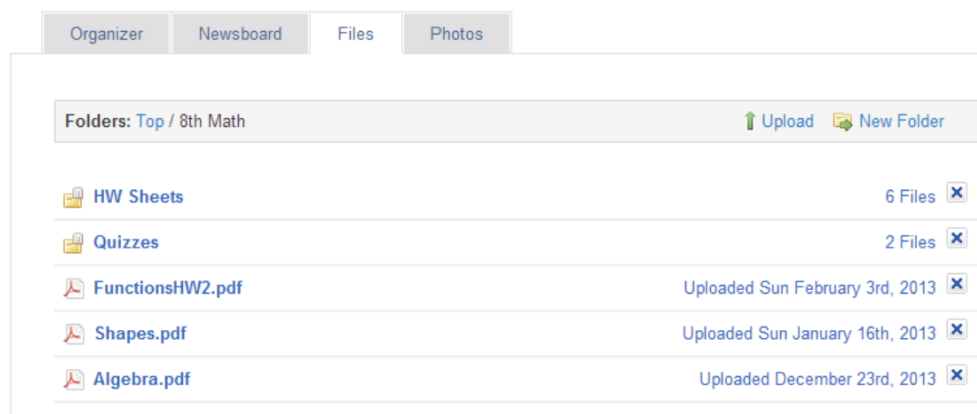 Organizer Newsboard Files Photos
Folders: Top / 8th Math Upload New Folder
HW Sheets 6 Files
Quizzes 2 Files
FunctionsHW2.pdf Uploaded Sun February 3rd, 2013
Shapes.pdf Uploaded Sun January 16th, 2013
Algebra.pdf Uploaded December 23rd, 2013